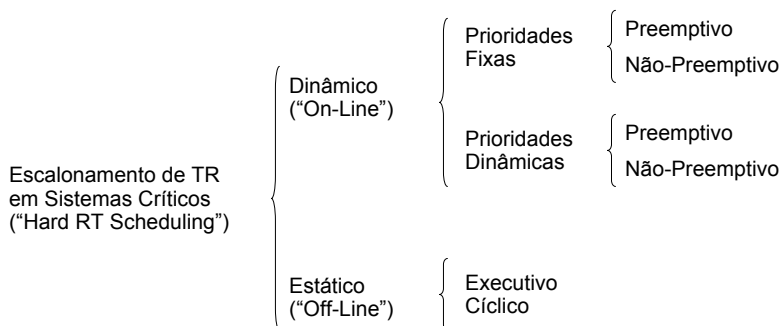 Escalonamento de TR
em Sistemas Críticos
(“Hard RT Scheduling”)
Dinâmico
(“On-Line”)
Prioridades
Fixas
Preemptivo
Não-Preemptivo
Prioridades
Dinâmicas
Preemptivo
Não-Preemptivo
Estático
(“Off-Line”)
Executivo
Cíclico